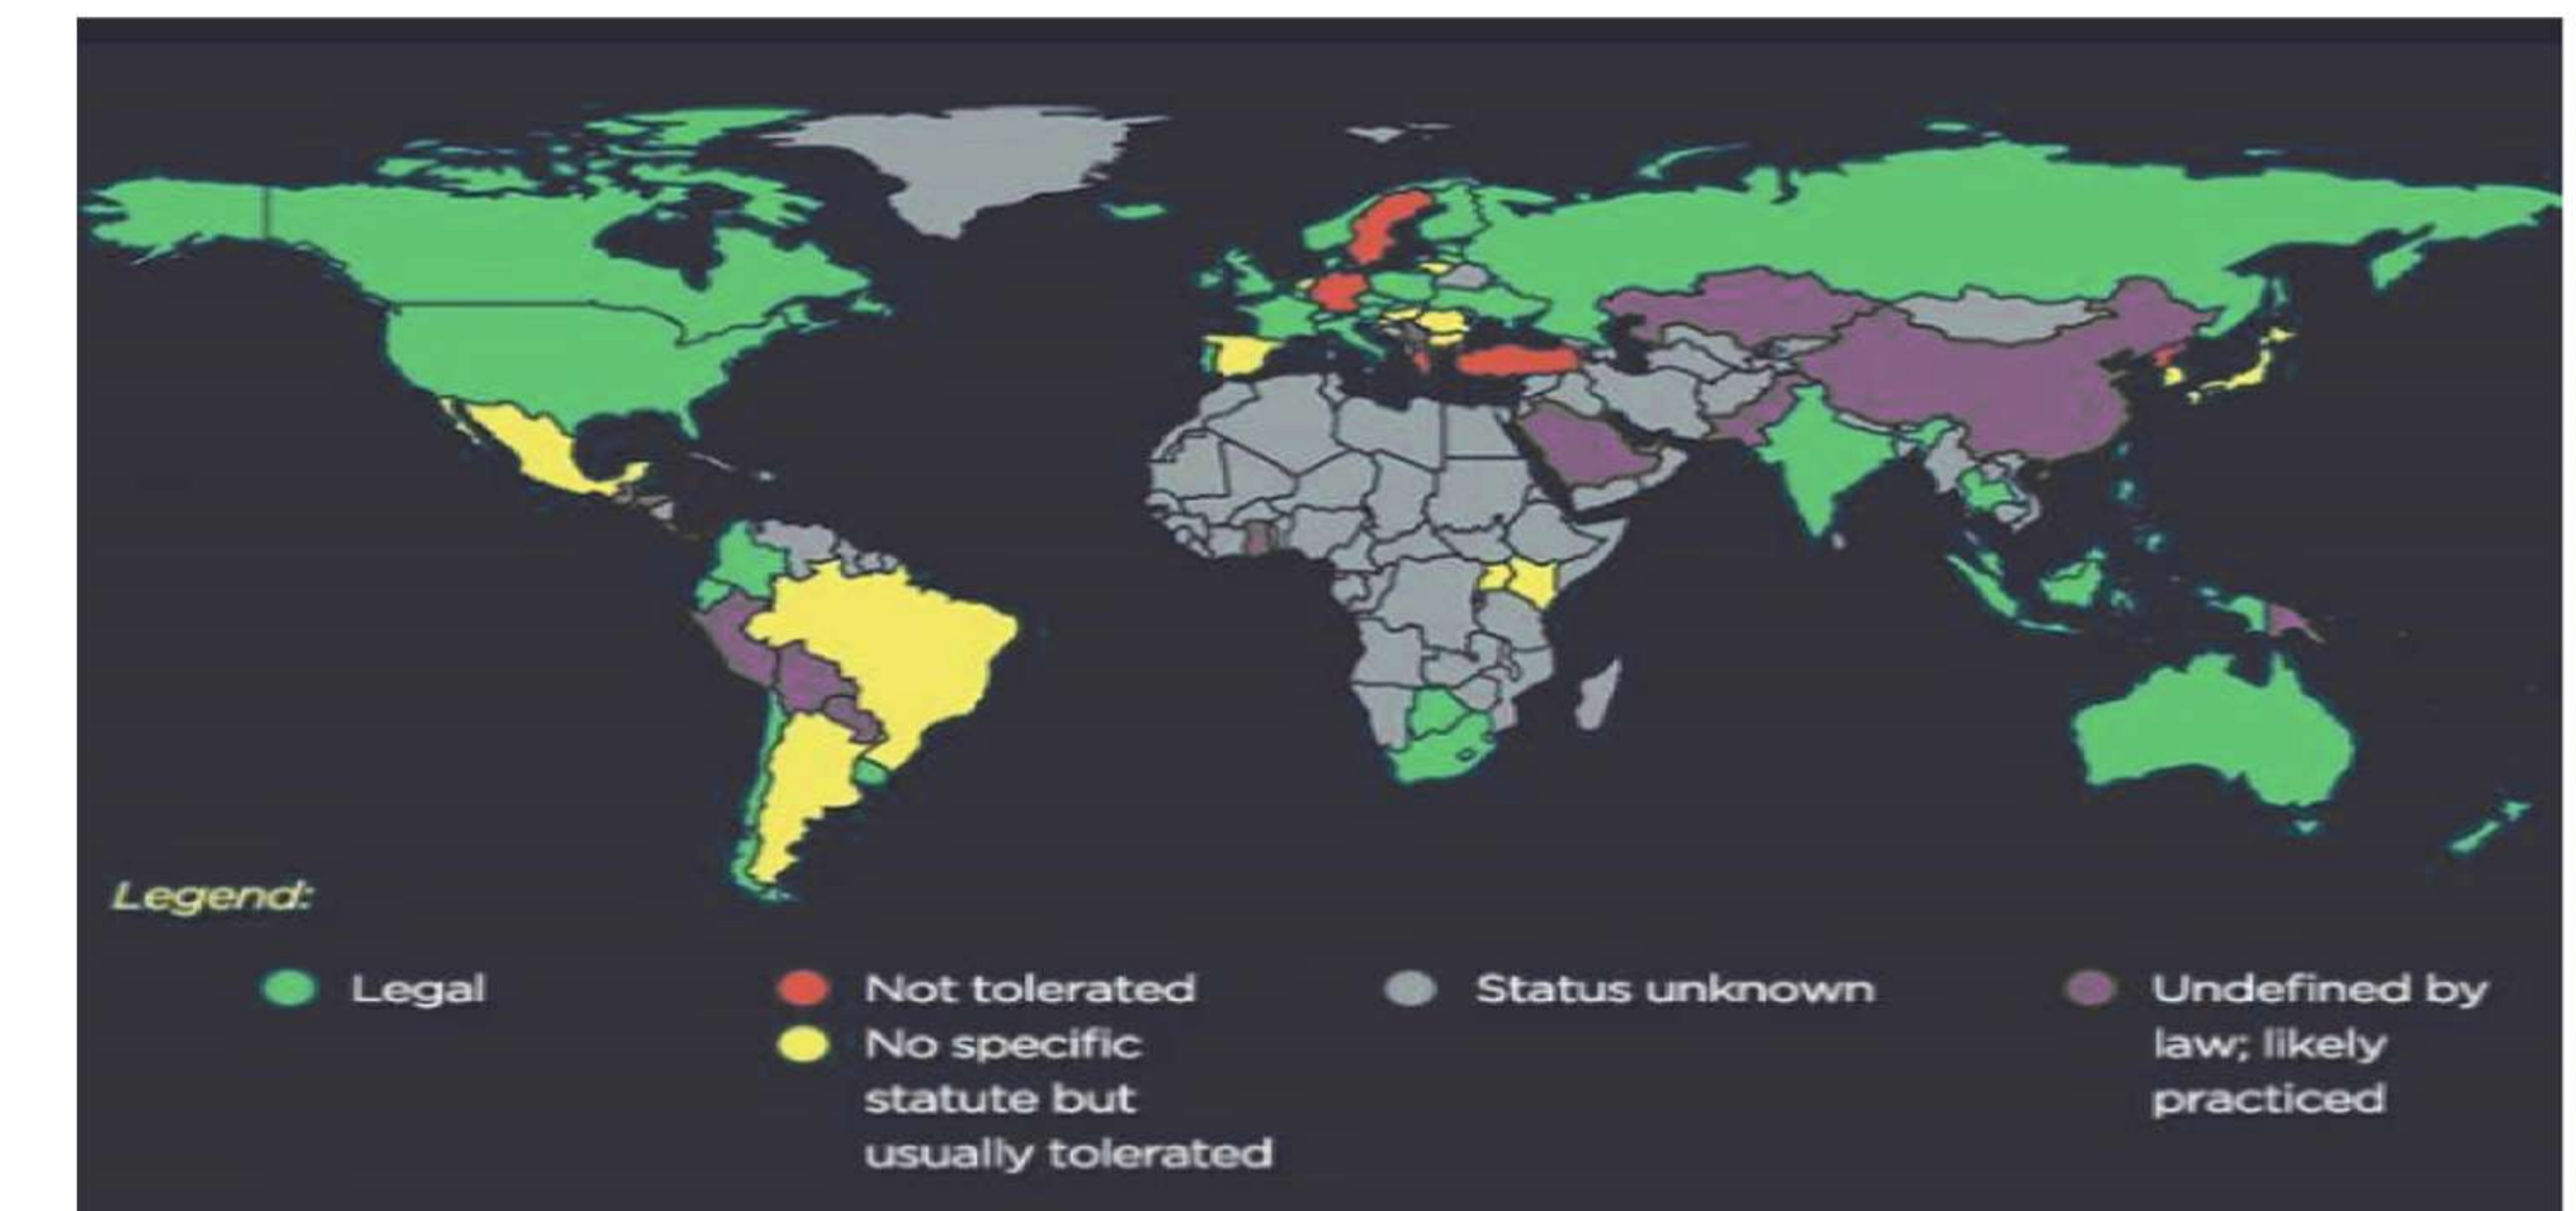 Legend:
Legal
Not tolerated
No specific
statute but
usually tolerated
Status unknown
Undefined by
law; likely
practiced